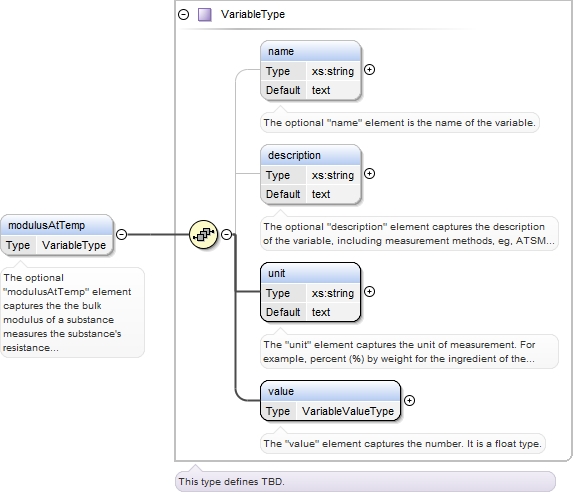 VariableType
name
Type xs:string
Default text
The optional "name" element is the name of the variable.
description
Type xs:string
Default text
The optional "description" element captures the description
of the variable, including measurement methods, eg, ATSM...
modulusAtTemp
Type VariableType
The optional
"modulusAtTemp" element
captures the the bulk
modulus of a substance
measures the substance's
resistance...
unit
Type xs:string
Default text
The "unit" element captures the unit of measurement. For
example, percent (%) by weight for the ingredient of the...
value
Type VariableValueType
The "value" element captures the number. It is a float type.
This type defines TBD.